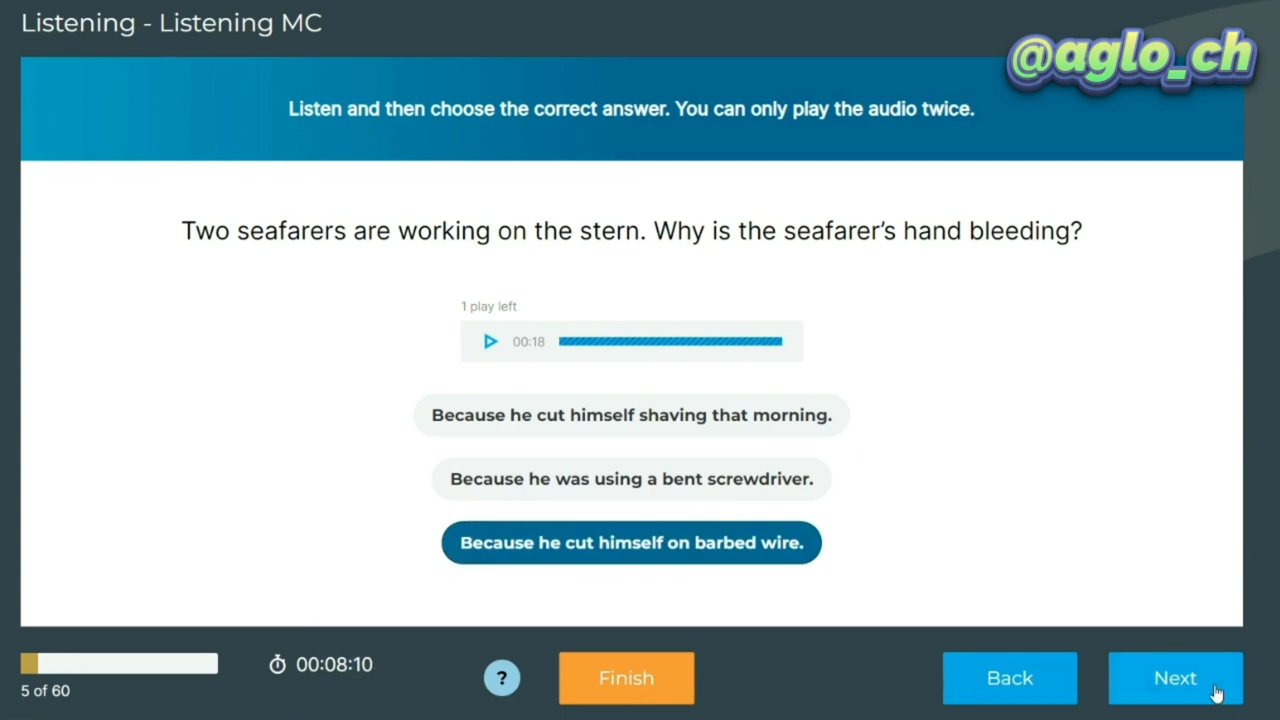 Listening - Listening MC
@aglo_ch
Listen and then choose the correct answer. You can only play the audio twice.
Two seafarers are working on the stern. Why is the seafarer's hand bleeding?
1 play left
00:18
Because he cut himself shaving that morning.
Because he was using a bent screwdriver.
Because he cut himself on barbed wire.
00:08:10
?
Finish
Back
Next
5 of 60